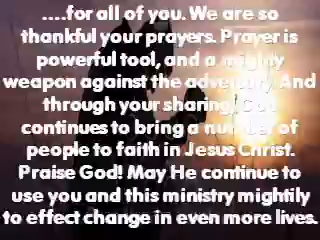 ....for all of you. We are so
thankful your prayers. Prayer is
powerful tool, and a mighty
weapon against the adversary. And
through your sharing, God
continues to bring a number of
people to faith in Jesus Christ.
Praise God! May He continue to
use you and this ministry mightily
to effect change in even more lives.